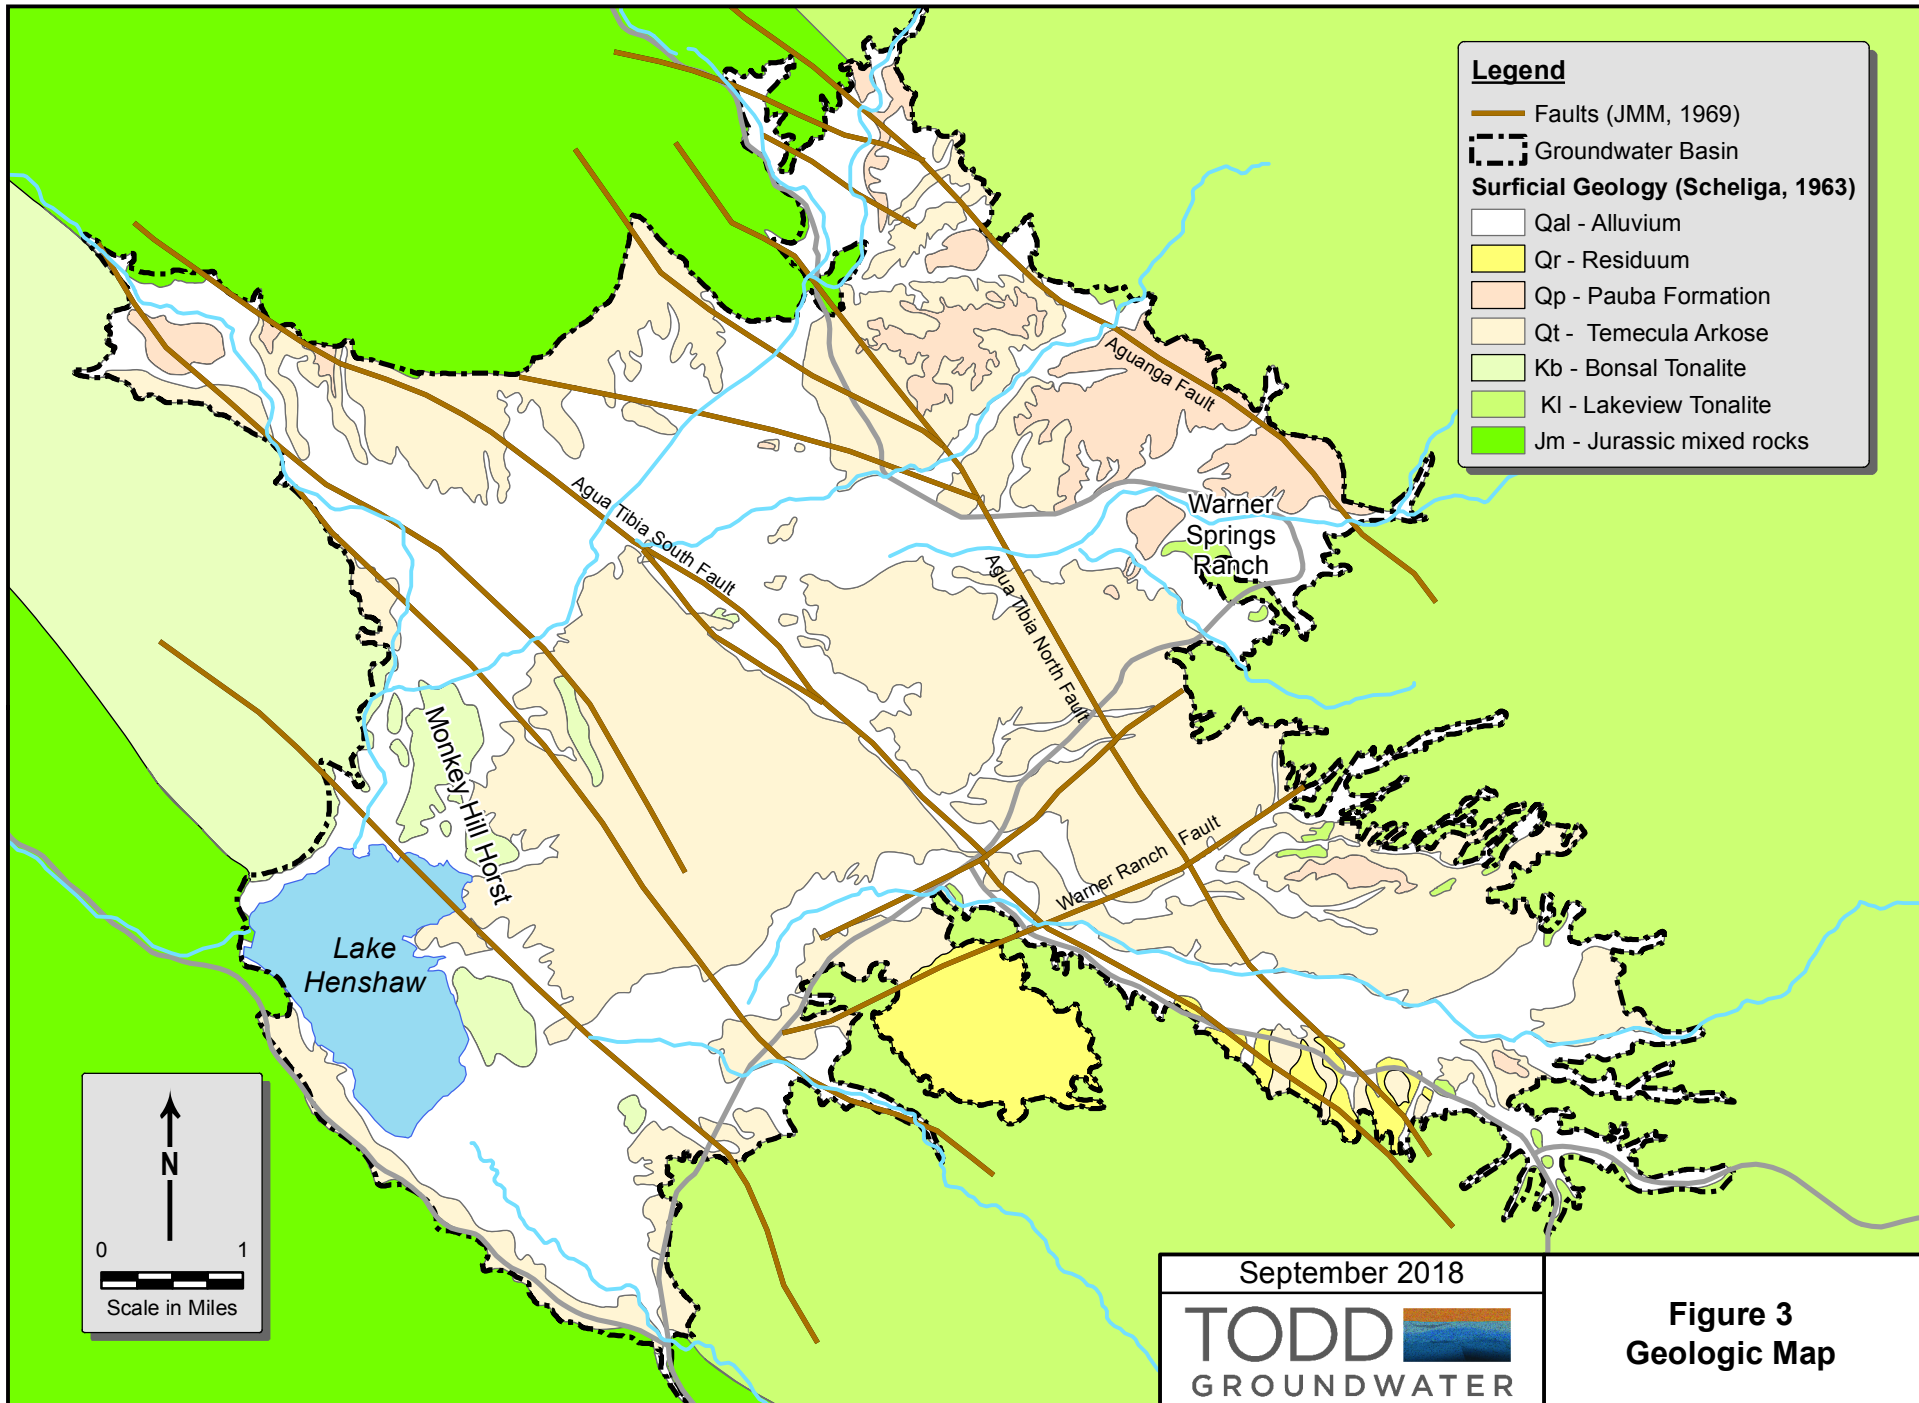 Legend
Faults (JMM, 1969)
Groundwater Basin
Surficial Geology (Scheliga, 1963)
Qal - Alluvium
Qr - Residuum
Qp - Pauba Formation
Qt - Temecula Arkose
Kb - Bonsal Tonalite
Kl - Lakeview Tonalite
Jm - Jurassic mixed rocks
Aguanga Fault
Warner
Springs
Ranch
Agua Tibia South Fault
Agua Tibia North Fault
Monkey Hill Horst
Warner Ranch Fault
Lake
Henshaw
N
0 1
Scale in Miles
September 2018
TODD
GROUNDWATER
Figure 3
Geologic Map